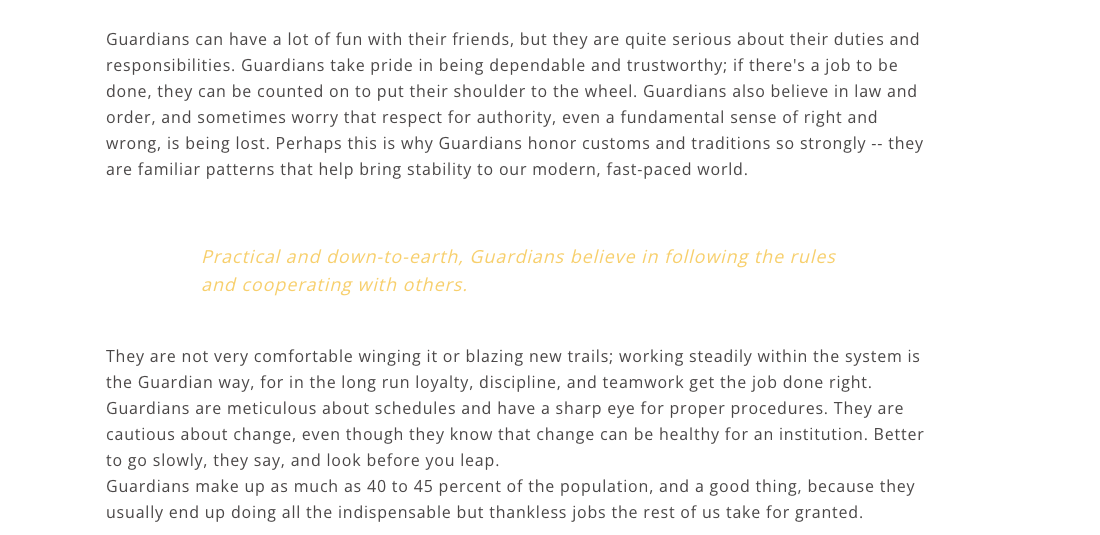 Guardians can have a lot of fun with their friends, but they are quite serious about their duties and
responsibilities. Guardians take pride in being dependable and trustworthy; if there's a job to be
done, they can be counted on to put their shoulder to the wheel. Guardians also believe in law and
order, and sometimes worry that respect for authority, even a fundamental sense of right and
wrong, is being lost. Perhaps this is why Guardians honor customs and traditions so strongly -- they
are familiar patterns that help bring stability to our modern, fast-paced world.
Practical and down-to-earth, Guardians believe in following the rules
and cooperating with others.
They are not very comfortable winging it or blazing new trails; working steadily within the system is
the Guardian way, for in the long run loyalty, discipline, and teamwork get the job done right.
Guardians are meticulous about schedules and have a sharp eye for proper procedures. They are
cautious about change, even though they know that change can be healthy for an institution. Better
to go slowly, they say, and look before you leap.
Guardians make up as much as 40 to 45 percent of the population, and a good thing, because they
usually end up doing all the indispensable but thankless jobs the rest of us take for granted.